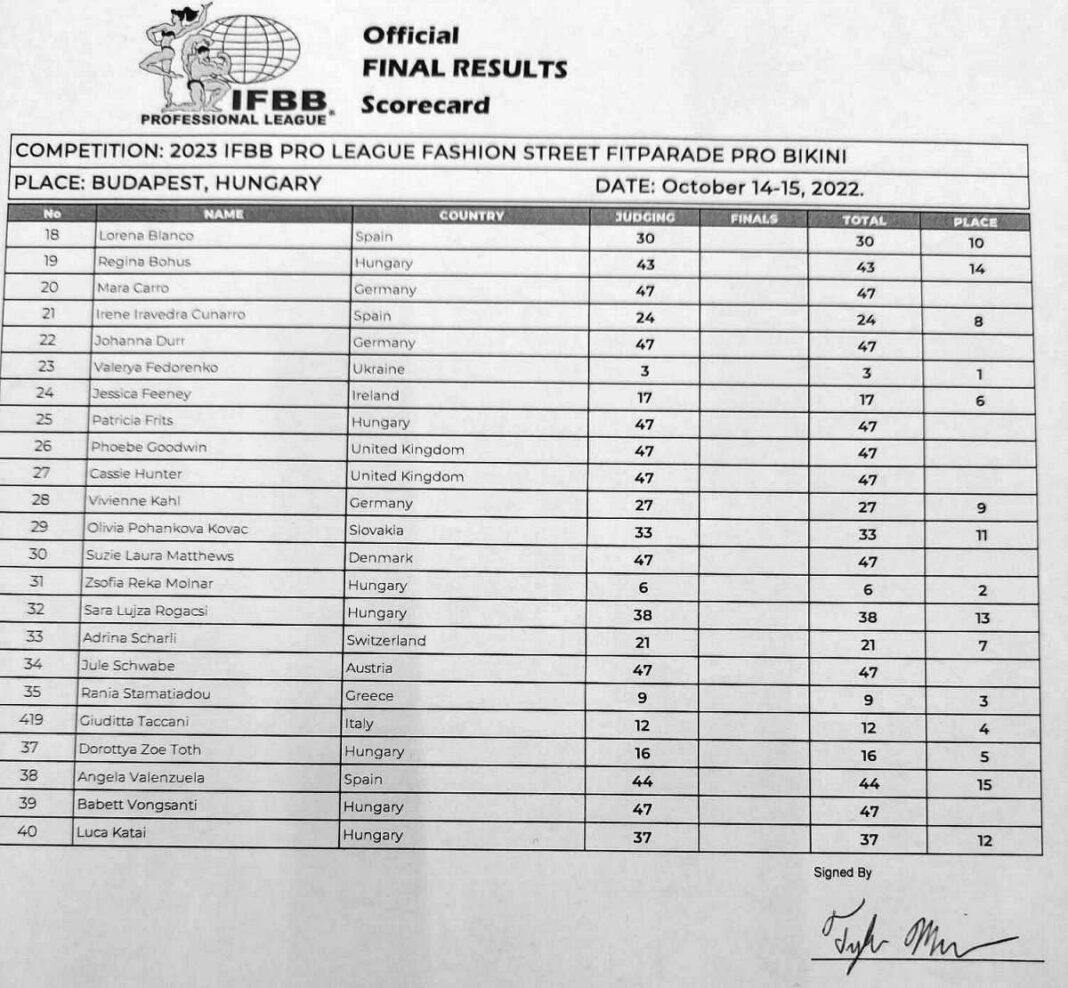 Official
FINAL RESULTS
Scorecard
IFBB
PROFESSIONAL LEAGUE®
COMPETITION: 2023 IFBB PRO LEAGUE FASHION STREET FITPARADE PRO BIKINI
PLACE: BUDAPEST, HUNGARY DATE: October 14-15, 2022.
No NAME COUNTRY JUDGING FINALS TOTAL PLACE
18 Lorena Blanco Spain 30 30 10
19 Regina Bohus Hungary 43 43 14
20 Mara Carro Germany 47 47
21 Irene Iravedra Cunarro Spain 24 24 8
22 Johanna Durr Germany 47 47
23 Valerya Fedorenko Ukraine 3 3 1
24 Jessica Feeney Ireland 17 17 6
25 Patricia Frits Hungary 47 47
26 Phoebe Goodwin United Kingdom 47 47
27 Cassie Hunter United Kingdom 47 47
28 Vivienne Kahl Germany 27 27 9
29 Olivia Pohankova Kovac Slovakia 33 33 11
30 Suzie Laura Matthews Denmark 47 47
31 Zsofia Reka Molnar Hungary 6 6 2
32 Sara Lujza Rogacsi Hungary 38 38 13
33 Adrina Scharli Switzerland 21 21 7
34 Jule Schwabe Austria 47 47
35 Rania Stamatiadou Greece 9 9 3
419 Giuditta Taccani Italy 12 12 4
37 Dorottya Zoe Toth Hungary 16 16 5
38 Angela Valenzuela Spain 44 44 15
39 Babett Vongsanti Hungary 47 47
40 Luca Katai Hungary 37 37 12
Signed By